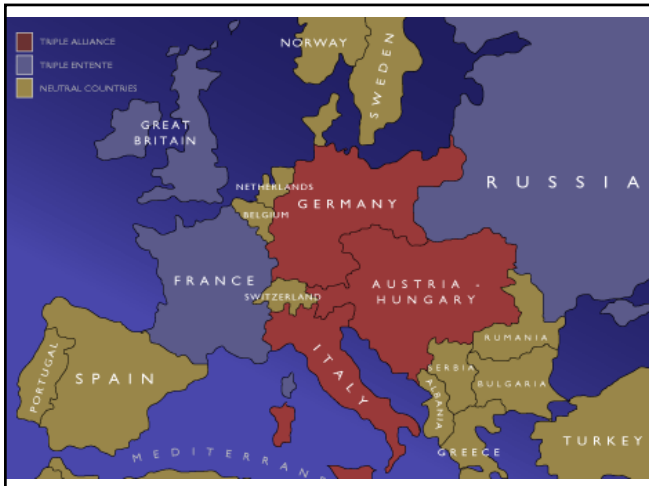 TRIPLE ALLIANCE
TRIPLE ENTENTE
NEUTRAL COUNTRIES
NORWAY
SWEDEN
GREAT
BRITAIN
NETHERLANDS
BELGIUM
GERMANY
RUSSIA
FRANCE
SWITZERLAND
AUSTRIA -
HUNGARY
ITALY
RUMANIA
SERBIA
BULGARIA
ALBANIA
PORTUGAL
SPAIN
GREECE
TURKEY
MEDITERRAN